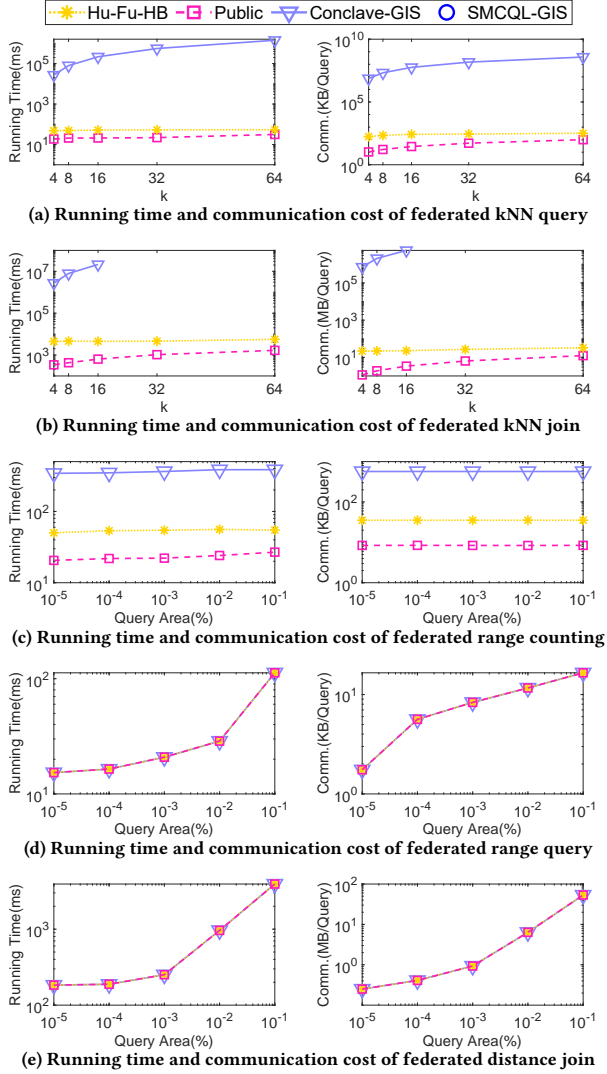 Hu-Fu-HB Public Conclave-GIS SMCQL-GIS
Running Time(ms)
10^5
10^3
10^1
4 8 16 32 64
k
Comm.(KB/Query)
10^10
10^7
10^4
10^0
4 8 16 32 64
k
(a) Running time and communication cost of federated kNN query
Running Time(ms)
10^7
10^5
10^3
4 8 16 32 64
k
Comm.(MB/Query)
10^5
10^3
10^1
4 8 16 32 64
k
(b) Running time and communication cost of federated kNN join
Running Time(ms)
10^2
10^1
10^-5 10^-4 10^-3 10^-2 10^-1
Query Area(%)
Comm.(KB/Query)
10^2
10^0
10^-5 10^-4 10^-3 10^-2 10^-1
Query Area(%)
(c) Running time and communication cost of federated range counting
Running Time(ms)
10^2
10^1
10^-5 10^-4 10^-3 10^-2 10^-1
Query Area(%)
Comm.(KB/Query)
10^1
10^0
10^-5 10^-4 10^-3 10^-2 10^-1
Query Area(%)
(d) Running time and communication cost of federated range query
Running Time(ms)
10^3
10^2
10^-5 10^-4 10^-3 10^-2 10^-1
Query Area(%)
Comm.(MB/Query)
10^2
10^0
10^-5 10^-4 10^-3 10^-2 10^-1
Query Area(%)
(e) Running time and communication cost of federated distance join